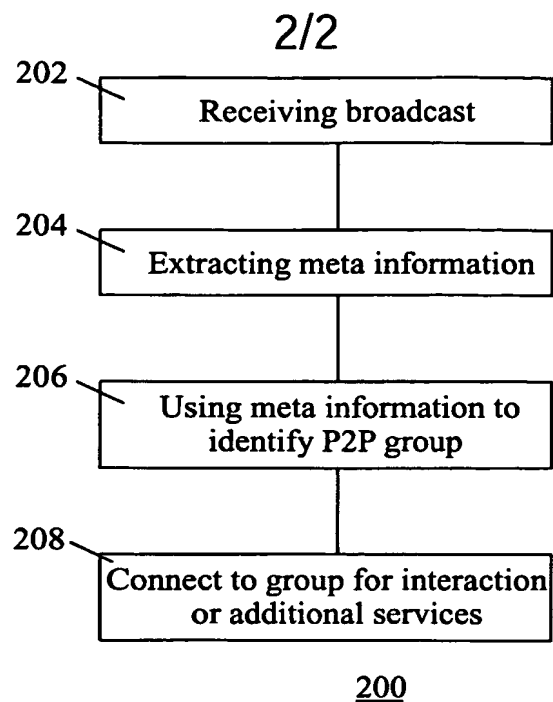 2/2
202
Receiving broadcast
204
Extracting meta information
206
Using meta information to
identify P2P group
208
Connect to group for interaction
or additional services
200